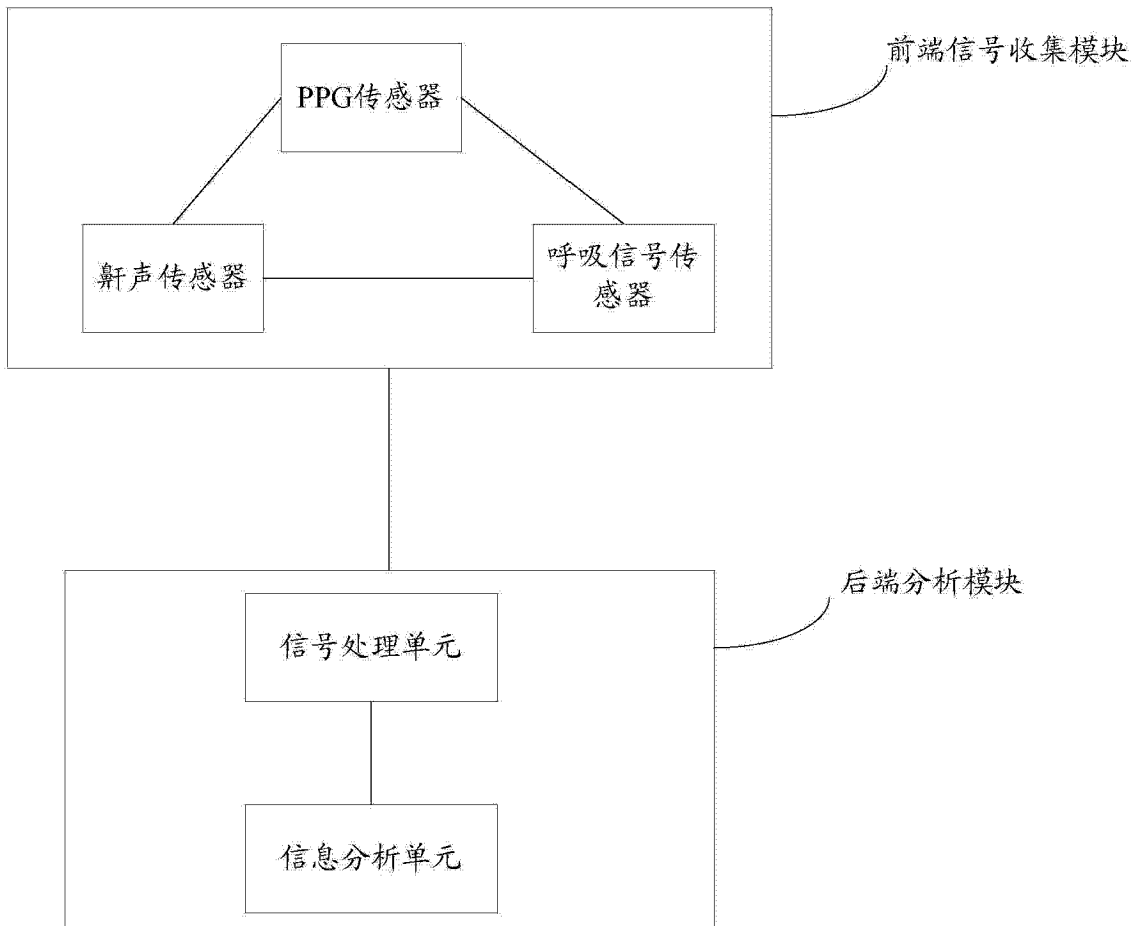 前端信号收集模块
PPG传感器
鼾声传感器
呼吸信号传
感器
后端分析模块
信号处理单元
信息分析单元